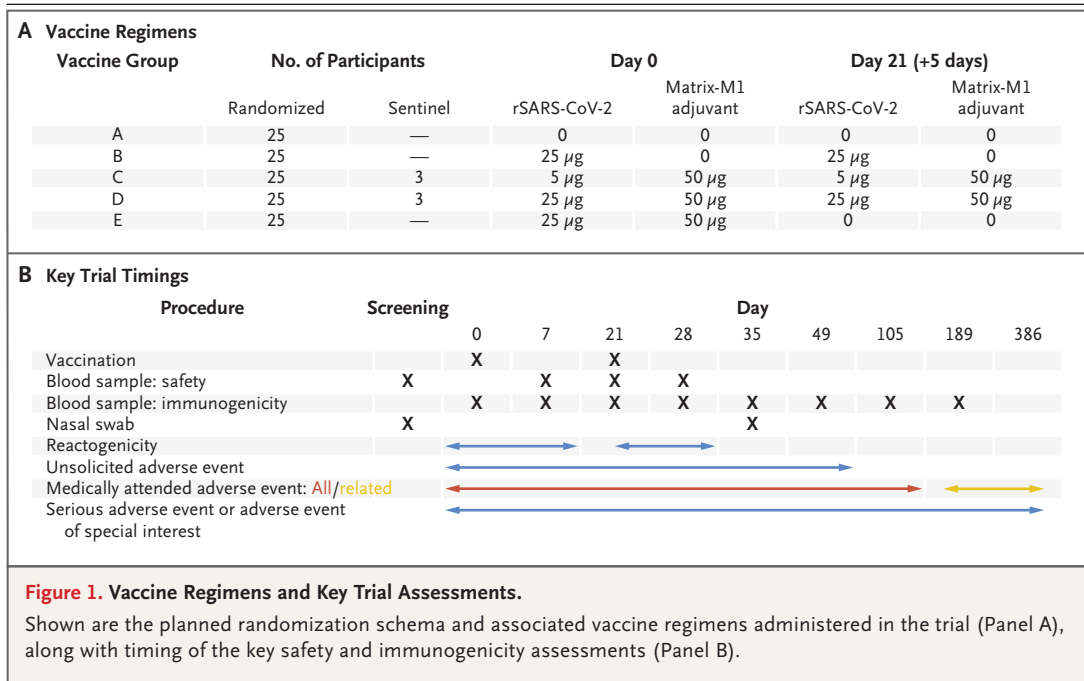 A Vaccine Regimens
Vaccine Group No. of Participants Day 0 Day 21 (+5 days)
Randomized Sentinel rSARS-CoV-2 Matrix-M1 adjuvant rSARS-CoV-2 Matrix-M1 adjuvant
A 25 — 0 0 0 0
B 25 — 25 µg 0 25 µg 0
C 25 3 5 µg 50 µg 5 µg 50 µg
D 25 3 25 µg 50 µg 25 µg 50 µg
E 25 — 25 µg 50 µg 0 0
B Key Trial Timings
Procedure Screening Day
0 7 21 28 35 49 105 189 386
Vaccination X X
Blood sample: safety X X X X
Blood sample: immunogenicity X X X X X X X X
Nasal swab X X
Reactogenicity
Unsolicited adverse event
Medically attended adverse event: All/related
Serious adverse event or adverse event
of special interest
Figure 1. Vaccine Regimens and Key Trial Assessments.
Shown are the planned randomization schema and associated vaccine regimens administered in the trial (Panel A),
along with timing of the key safety and immunogenicity assessments (Panel B).